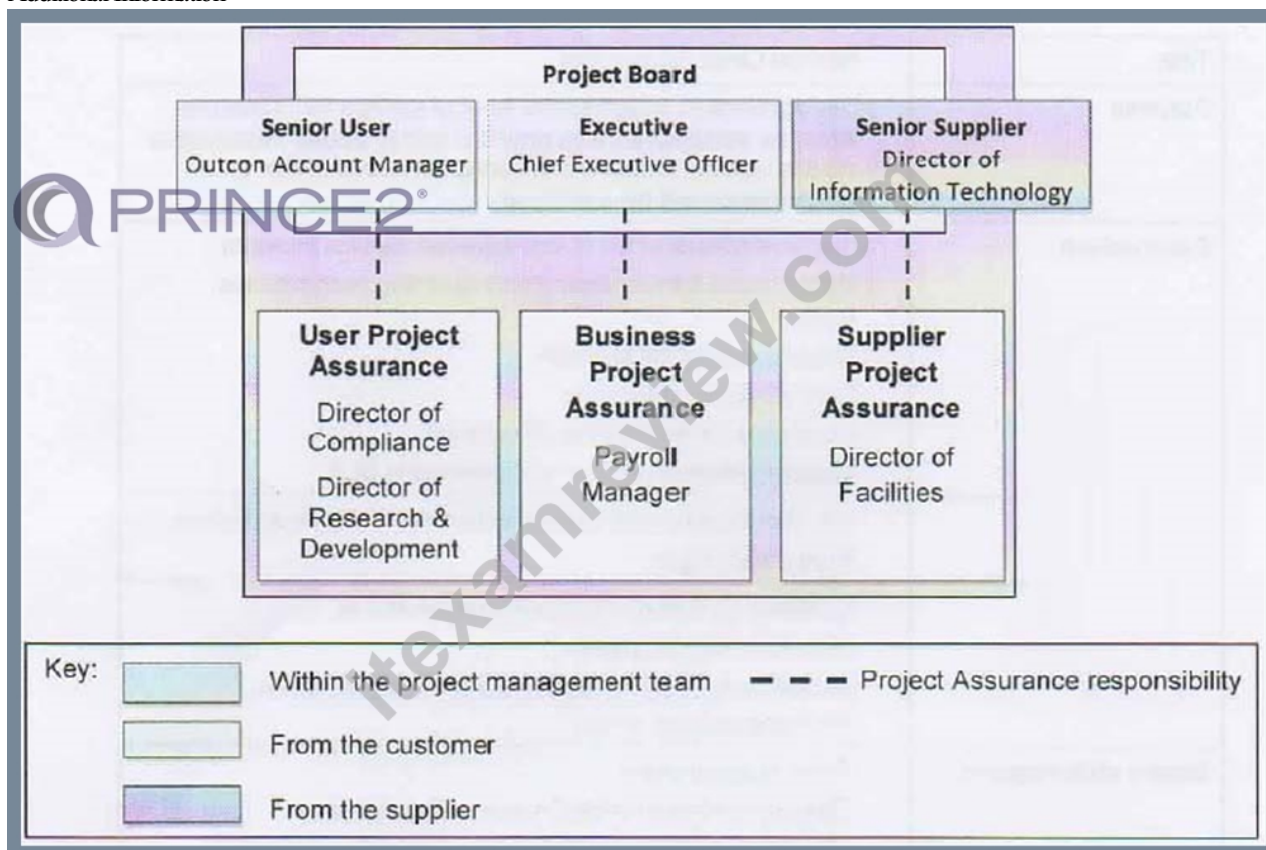 Project Board
Senior User
Outcon Account Manager
Executive
Chief Executive Officer
Senior Supplier
Director of
Information Technology
PRINCE2®
User Project
Assurance
Director of
Compliance
Director of
Research &
Development
Business
Project
Assurance
Payroll
Manager
Supplier
Project
Assurance
Director of
Facilities
itexamreview.com
Key:
Within the project management team
Project Assurance responsibility
From the customer
From the supplier